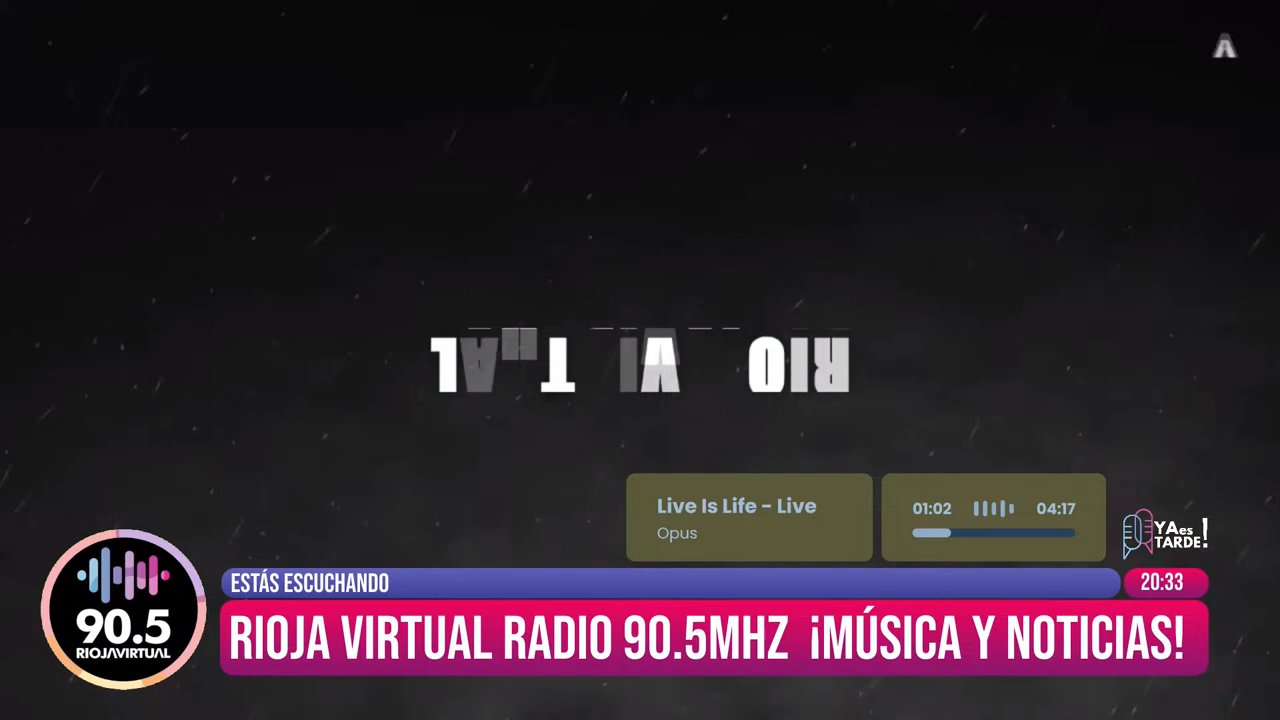 Live Is Life - Live
Opus
01:02
04:17
YA es
TARDE!
ESTÁS ESCUCHANDO
20:33
90.5
RIOJAVIRTUAL
RIOJA VIRTUAL RADIO 90.5MHZ ¡MÚSICA Y NOTICIAS!